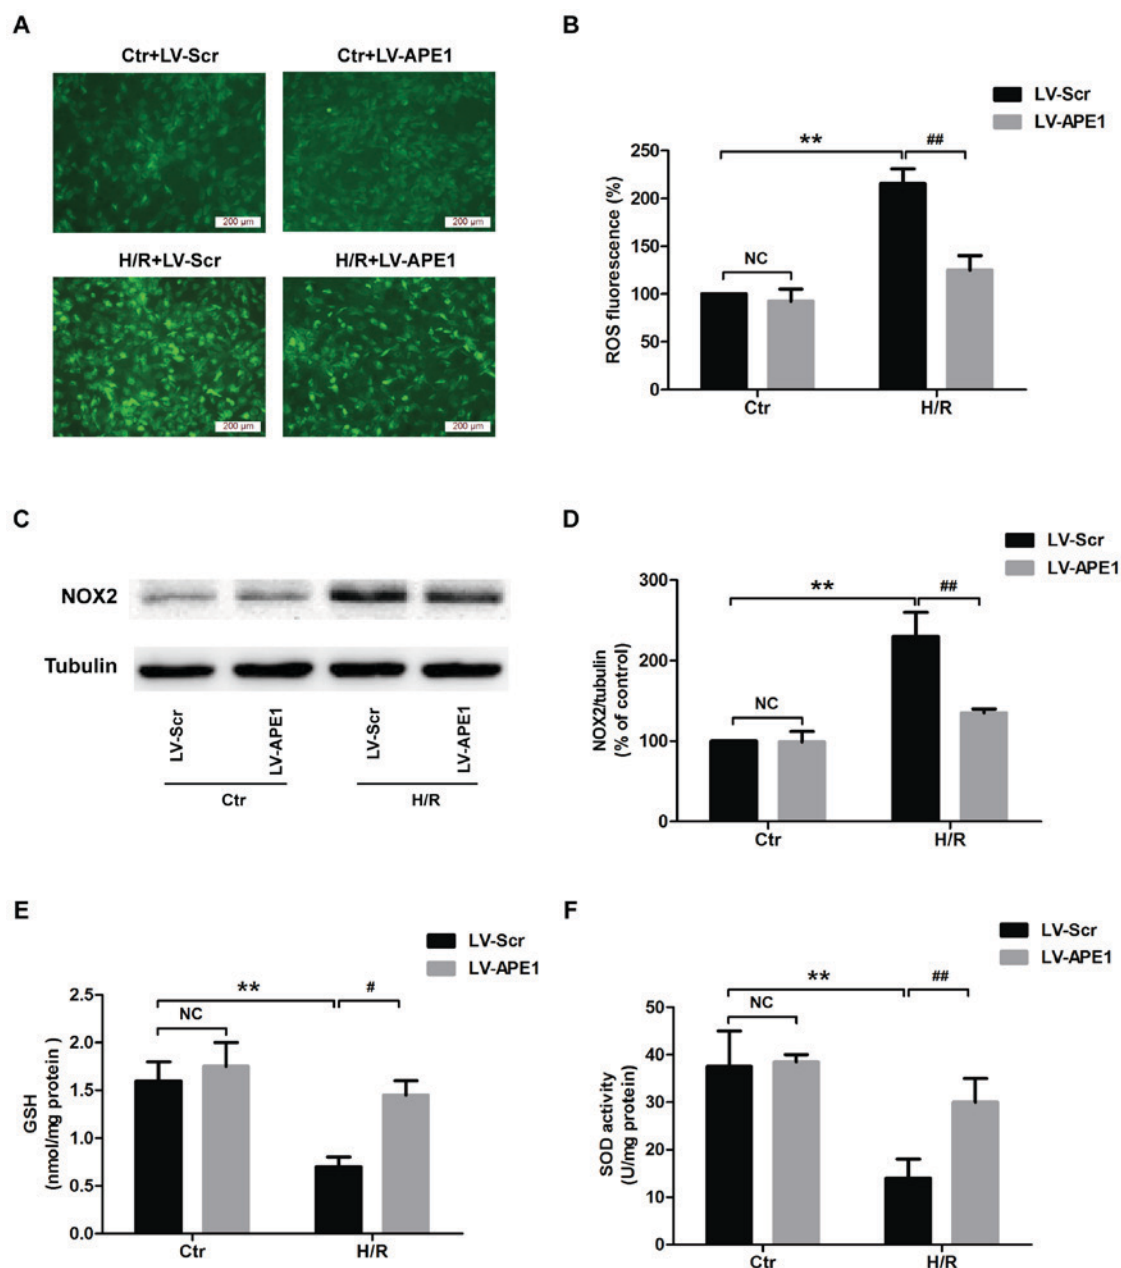 A
Ctr+LV-Scr
Ctr+LV-APE1
200 µm
200 µm
H/R+LV-Scr
H/R+LV-APE1
200 µm
200 µm
B
LV-Scr
LV-APE1
ROS fluorescence (%)
250
200
150
100
50
0
**
##
NC
Ctr
H/R
C
NOX2
Tubulin
LV-Scr
LV-APE1
LV-Scr
LV-APE1
Ctr
H/R
D
LV-Scr
LV-APE1
NOX2/tubulin
(% of control)
300
200
100
0
**
##
NC
Ctr
H/R
E
LV-Scr
LV-APE1
GSH
(nmol/mg protein )
2.5
2.0
1.5
1.0
0.5
0.0
**
#
NC
Ctr
H/R
F
LV-Scr
LV-APE1
SOD activity
(U/mg protein)
50
40
30
20
10
0
**
##
NC
Ctr
H/R